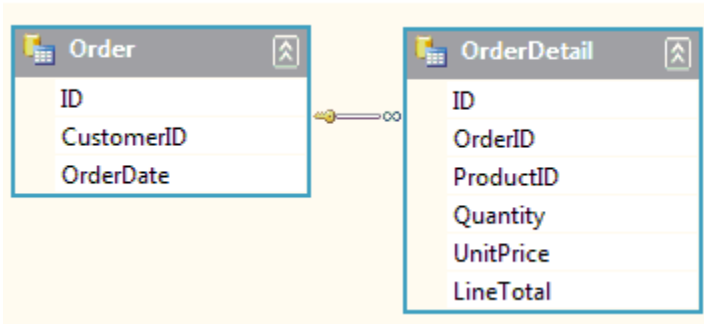 Order
ID
CustomerID
OrderDate
OrderDetail
ID
OrderID
ProductID
Quantity
UnitPrice
LineTotal